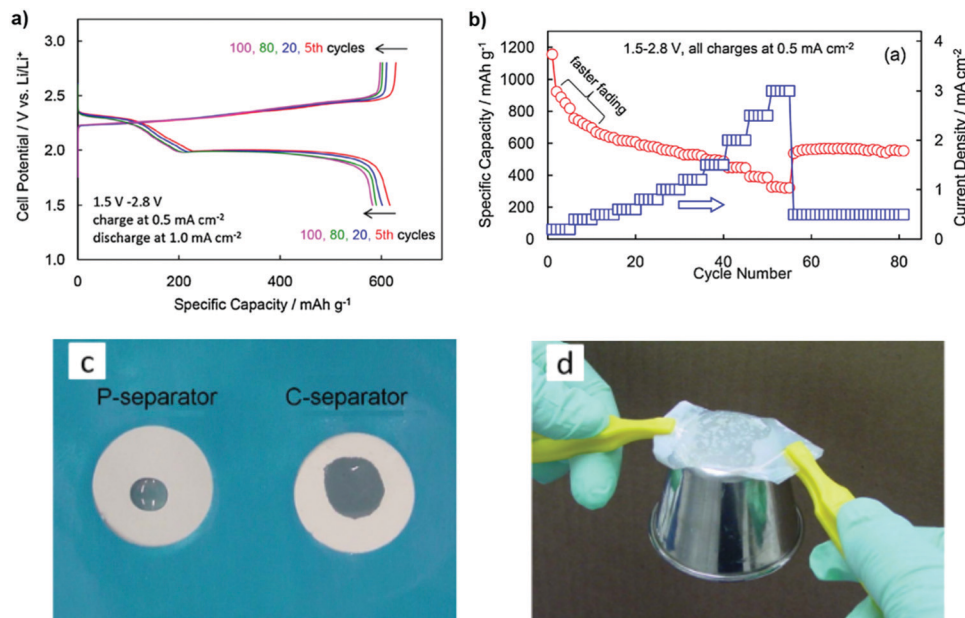 a)
3.0
2.5
2.0
1.5
1.0
Cell Potential / V vs. Li/Li⁺
100, 80, 20, 5th cycles
1.5 V -2.8 V
charge at 0.5 mA cm⁻²
discharge at 1.0 mA cm⁻²
100, 80, 20, 5th cycles
0
200
400
600
Specific Capacity / mAh g⁻¹
b)
1200
1000
800
600
400
200
0
Specific Capacity / mAh g⁻¹
1.5-2.8 V, all charges at 0.5 mA cm⁻²
(a)
faster fading
4
3
2
1
0
Current Density / mA cm⁻²
0
20
40
60
80
Cycle Number
c
P-separator
C-separator
d